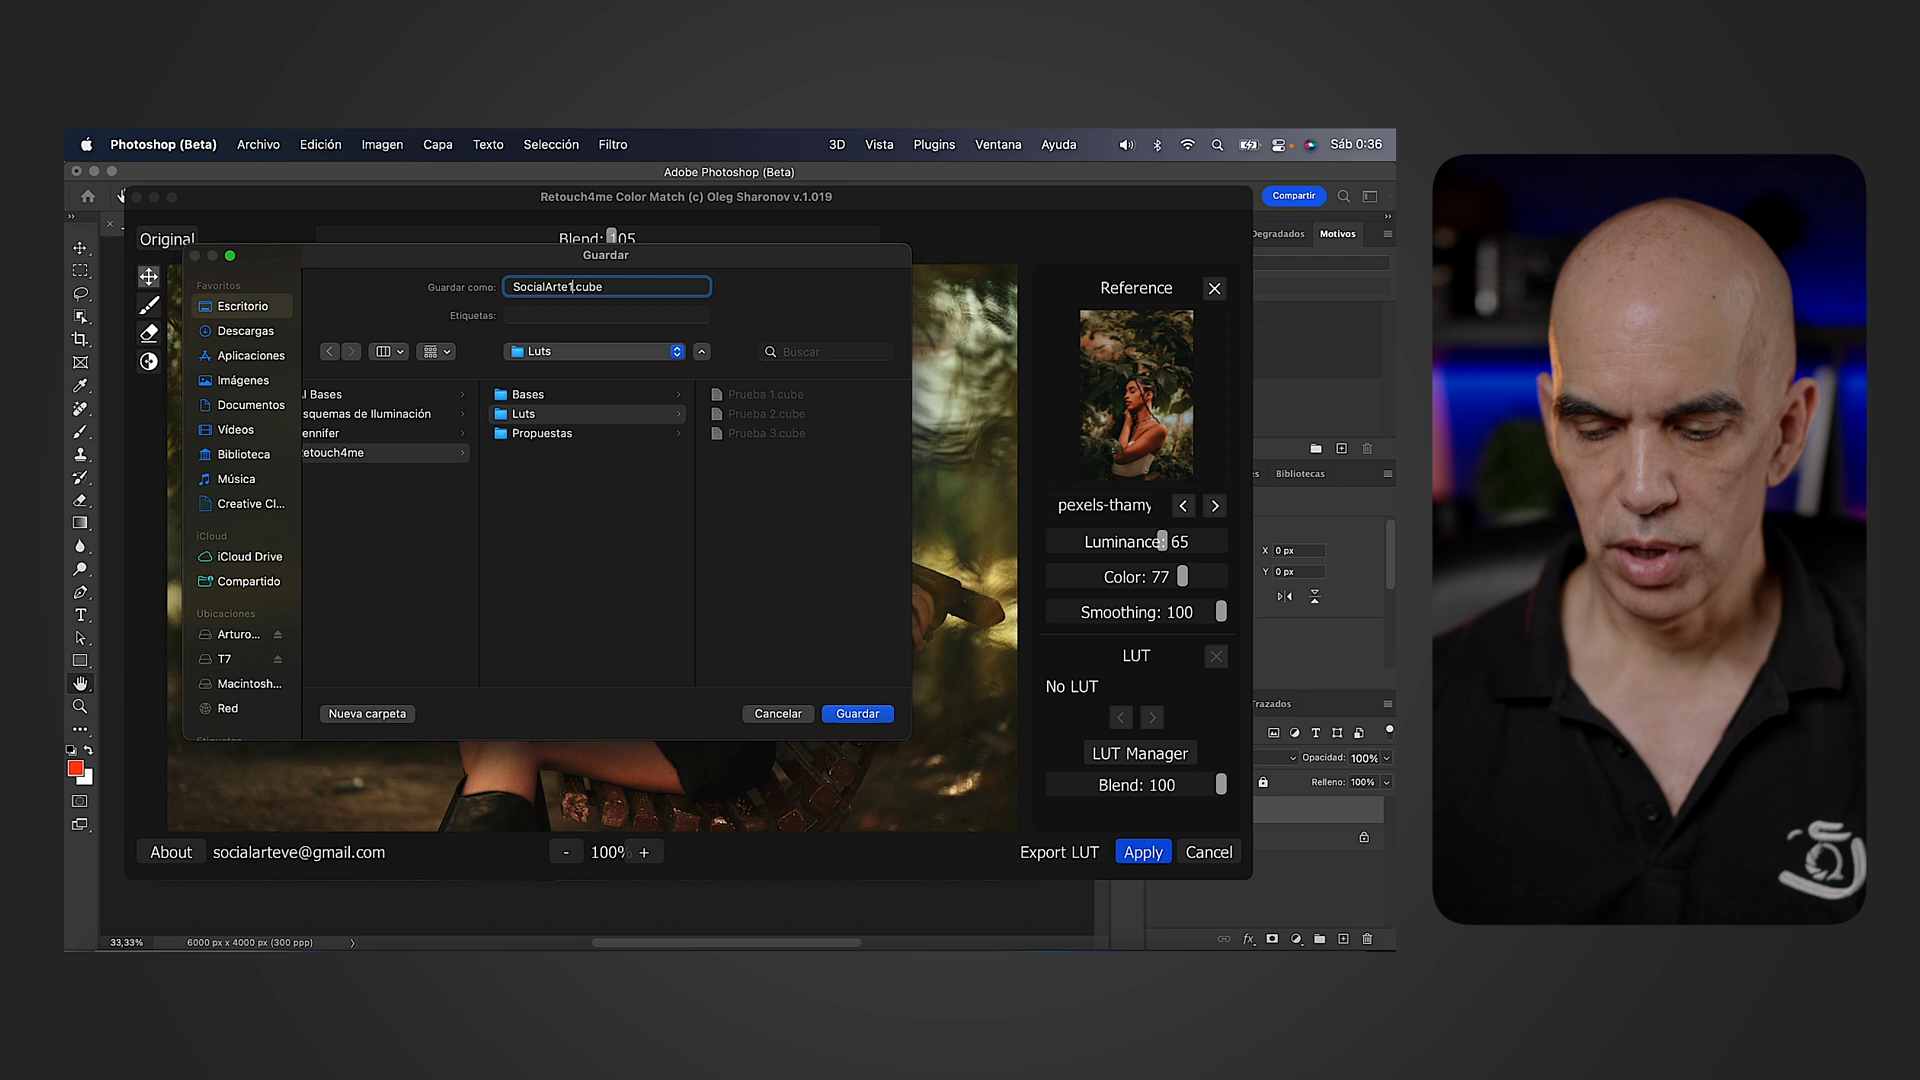 Photoshop (Beta) Archivo Edición Imagen Capa Texto Selección Filtro 3D Vista Plugins Ventana Ayuda Sáb 0:36
Adobe Photoshop (Beta)
Retouch4me Color Match (c) Oleg Sharonov v.1.019
Compartir
Original
Blend: 105
Degradados Motivos
Guardar
Favoritos
Guardar como: SocialArte1.cube
Etiquetas:
Escritorio
Descargas
Aplicaciones
Imágenes
Documentos
Vídeos
Biblioteca
Música
Creative Cl...
iCloud
iCloud Drive
Compartido
Ubicaciones
Arturo...
T7
Macintosh...
Red
Luts
Buscar
Bases
squemas de Iluminación
ennifer
etouch4me
Bases
Luts
Propuestas
Prueba 1.cube
Prueba 2.cube
Prueba 3.cube
Nueva carpeta
Cancelar
Guardar
Reference
pexels-thamy
Luminance: 65
Color: 77
Smoothing: 100
LUT
No LUT
LUT Manager
Blend: 100
Bibliotecas
X 0 px
Y 0 px
Trazados
Opacidad: 100%
Relleno: 100%
About
socialarteve@gmail.com
- 100% +
Export LUT
Apply
Cancel
33,33%
6000 px x 4000 px (300 ppp)